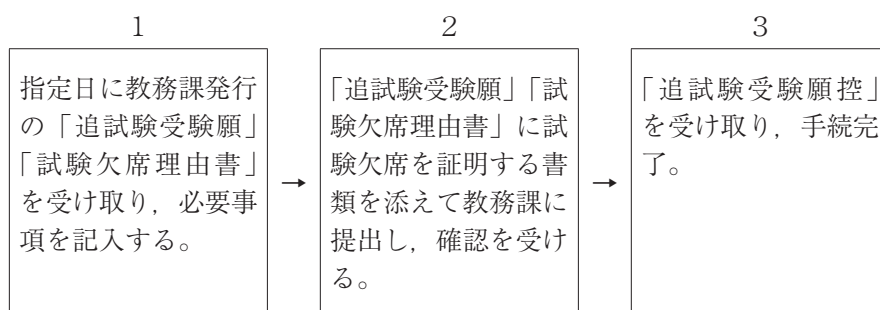 1
指定日に教務課発行
の「追試験受験願」
「試験欠席理由書」
を受け取り，必要事
項を記入する。
→
2
「追試験受験願」「試
験欠席理由書」に試
験欠席を証明する書
類を添えて教務課に
提出し，確認を受け
る。
→
3
「追試験受験願控」
を受け取り，手続完
了。